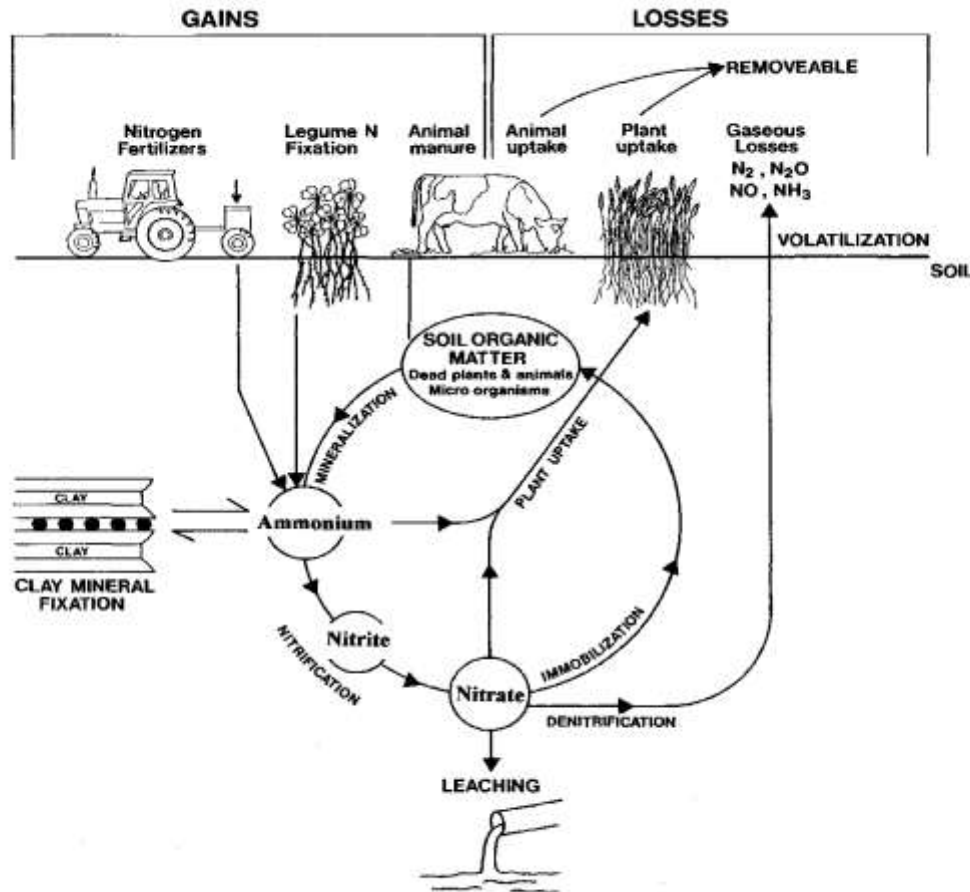 GAINS
LOSSES
REMOVEABLE
Nitrogen
Fertilizers
Legume N
Fixation
Animal
manure
Animal
uptake
Plant
uptake
Gaseous
Losses
N₂ , N₂O
NO , NH₃
VOLATILIZATION
SOIL
SOIL ORGANIC
MATTER
Dead plants & animals
Micro organisms
MINERALIZATION
PLANT UPTAKE
CLAY
CLAY
CLAY MINERAL
FIXATION
Ammonium
Nitrite
NITRIFICATION
Nitrate
IMMOBILIZATION
DENITRIFICATION
LEACHING